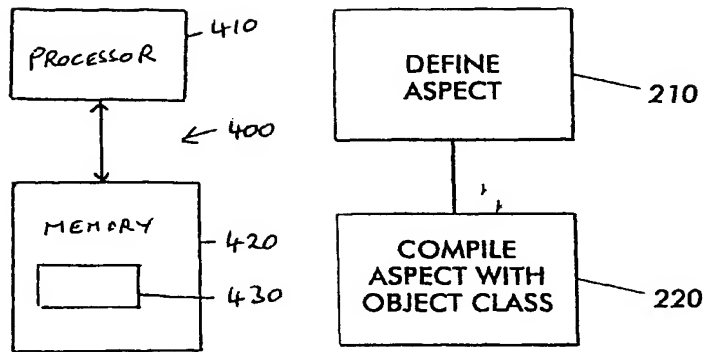 PROCESSOR
410
400
MEMORY
420
430
DEFINE
ASPECT
210
COMPILE
ASPECT WITH
OBJECT CLASS
220